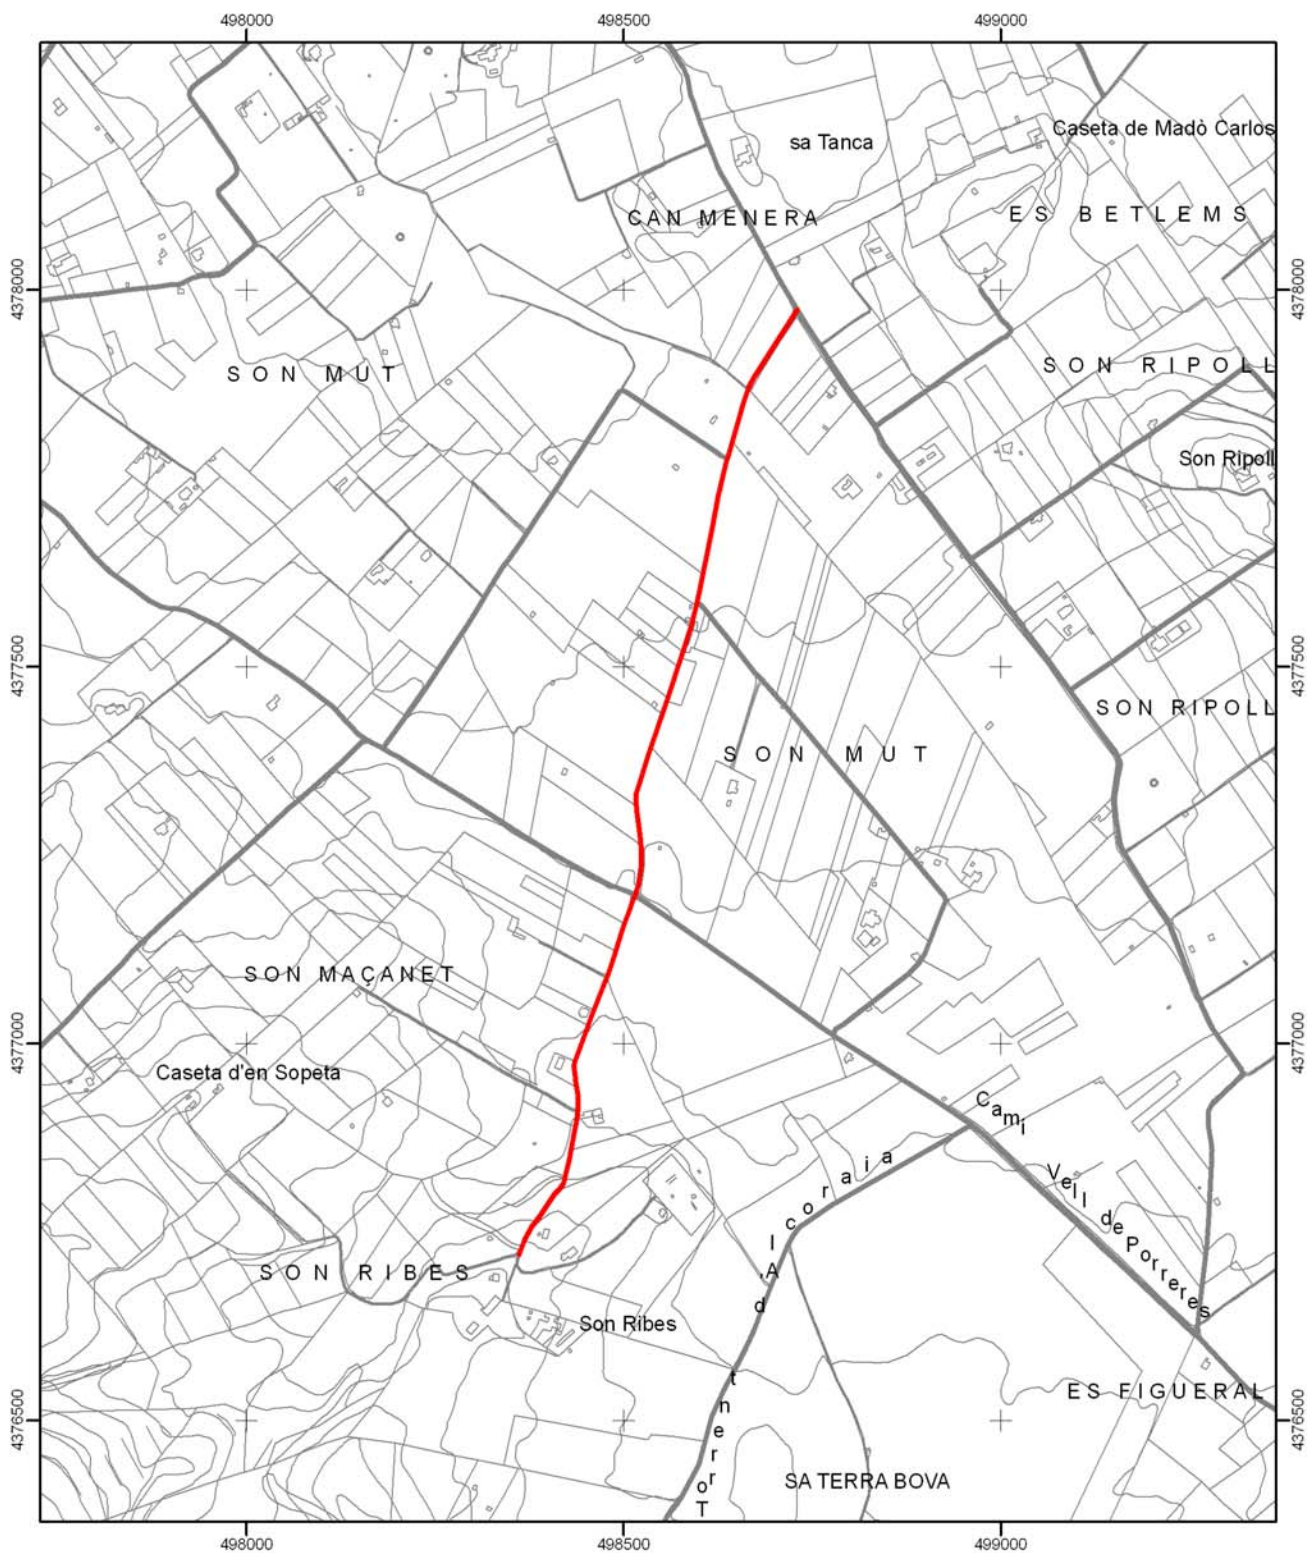 498000 498500 499000
Caseta de Madò Carlos
sa Tanca
CAN MENERA
ES BETLEMS
4378000 4378000
SON RIPOLL
SON MUT
Son Ripoll
4377500 4377500
SON RIPOLL
SON MUT
SON MAÇANET
4377000 4377000
Caseta d'en Sopeta
Camí Vell de Porreres
SON RIBES
Son Ribes
Torrent d'Alcoraia
ES FIGUERAL
4376500 4376500
SA TERRA BOVA
498000 498500 499000